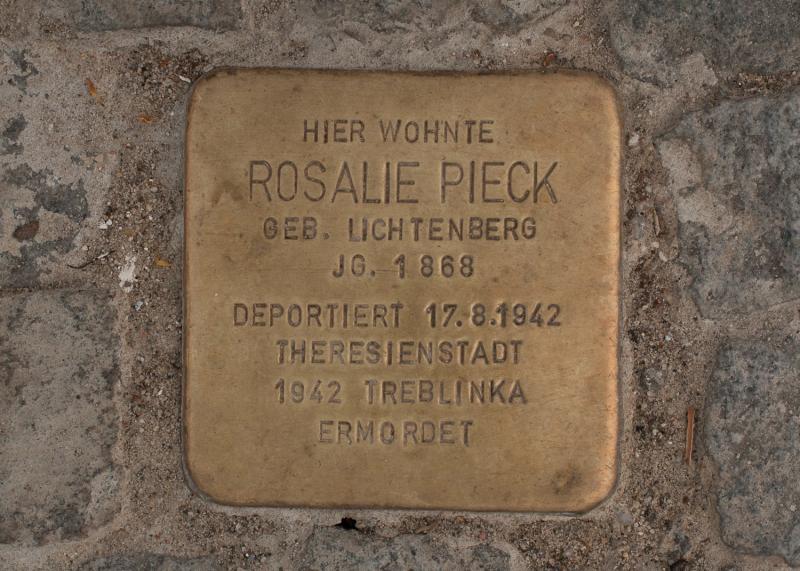 HIER WOHNTE
ROSALIE PIECK
GEB. LICHTENBERG
JG. 1868
DEPORTIERT 17.8.1942
THERESIENSTADT
1942 TREBLINKA
ERMORDET